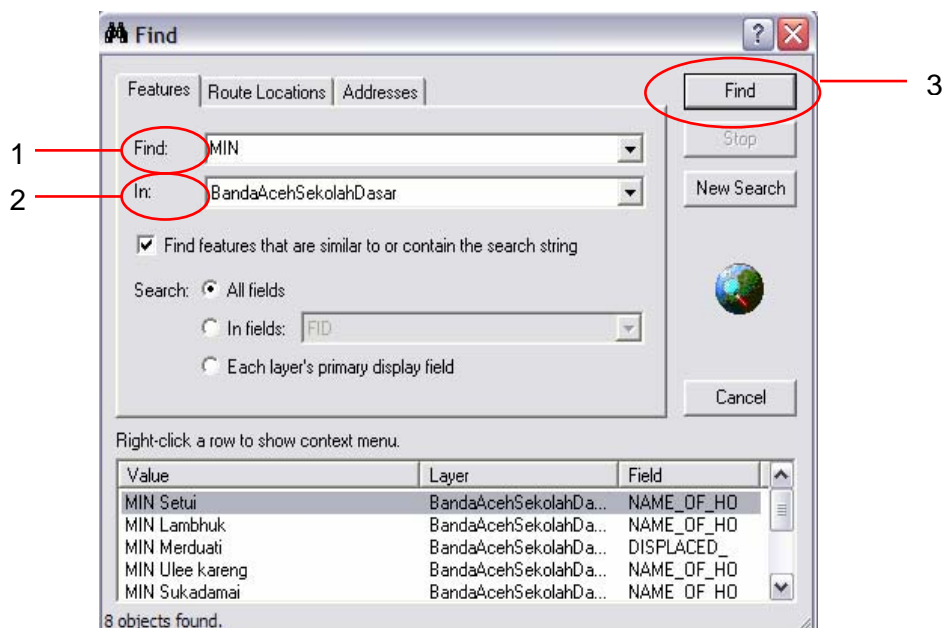 Find
Features Route Locations Addresses
Find 3
1 Find: MIN
Stop
2 In: BandaAcehSekolahDasar
New Search
Find features that are similar to or contain the search string
Search: All fields
In fields: FID
Each layer's primary display field
Cancel
Right-click a row to show context menu.
Value Layer Field
MIN Setui BandaAcehSekolahDa... NAME_OF_HO
MIN Lambhuk BandaAcehSekolahDa... NAME_OF_HO
MIN Merduati BandaAcehSekolahDa... DISPLACED_
MIN Ulee kareng BandaAcehSekolahDa... NAME_OF_HO
MIN Sukadamai BandaAcehSekolahDa... NAME_OF_HO
8 objects found.